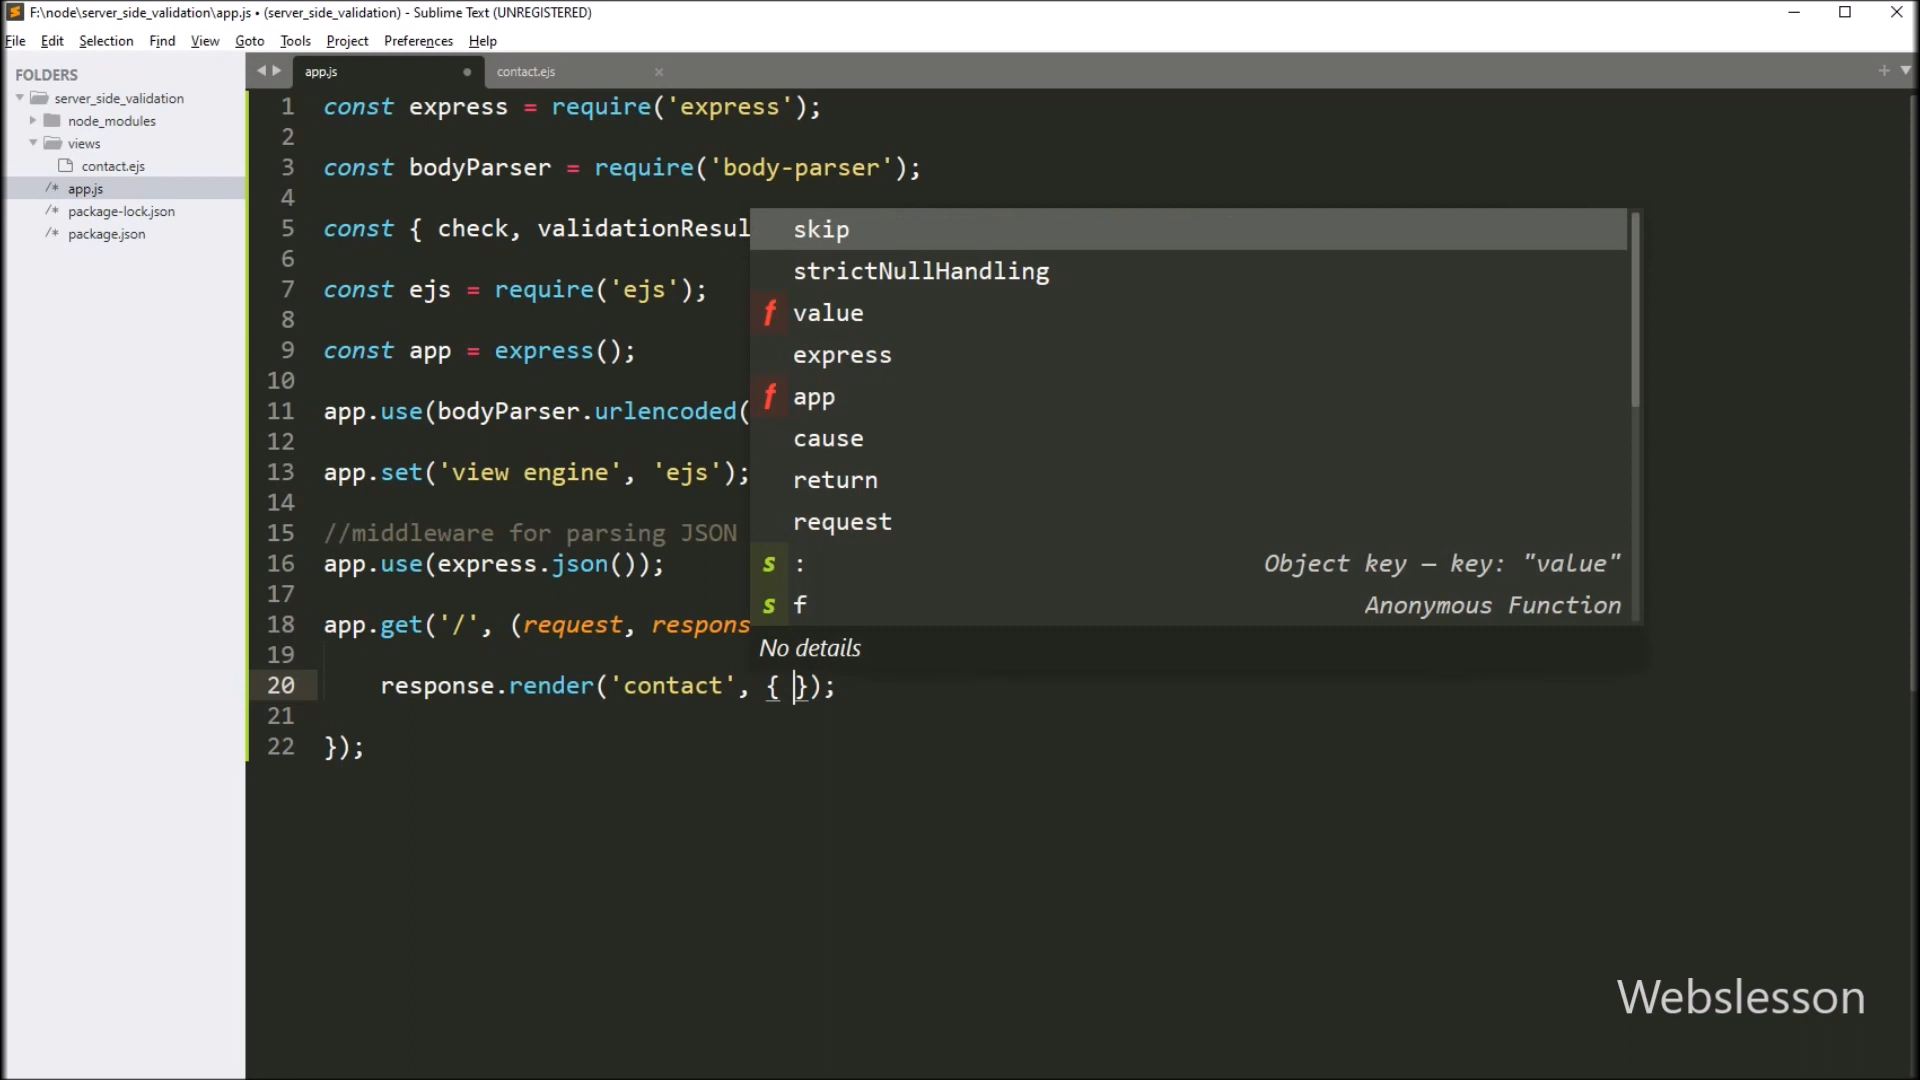 F:\node\server_side_validation\app.js • (server_side_validation) - Sublime Text (UNREGISTERED)
File Edit Selection Find View Goto Tools Project Preferences Help
FOLDERS
server_side_validation
node_modules
views
contact.ejs
/* app.js
/* package-lock.json
/* package.json
app.js
contact.ejs
1 const express = require('express');
2
3 const bodyParser = require('body-parser');
4
5 const { check, validationResul
6
7 const ejs = require('ejs');
8
9 const app = express();
10
11 app.use(bodyParser.urlencoded(
12
13 app.set('view engine', 'ejs');
14
15 //middleware for parsing JSON
16 app.use(express.json());
17
18 app.get('/', (request, respons
19
20 response.render('contact', { });
21
22 });
skip
strictNullHandling
f value
express
f app
cause
return
request
s : Object key — key: "value"
s f Anonymous Function
No details
Webslesson